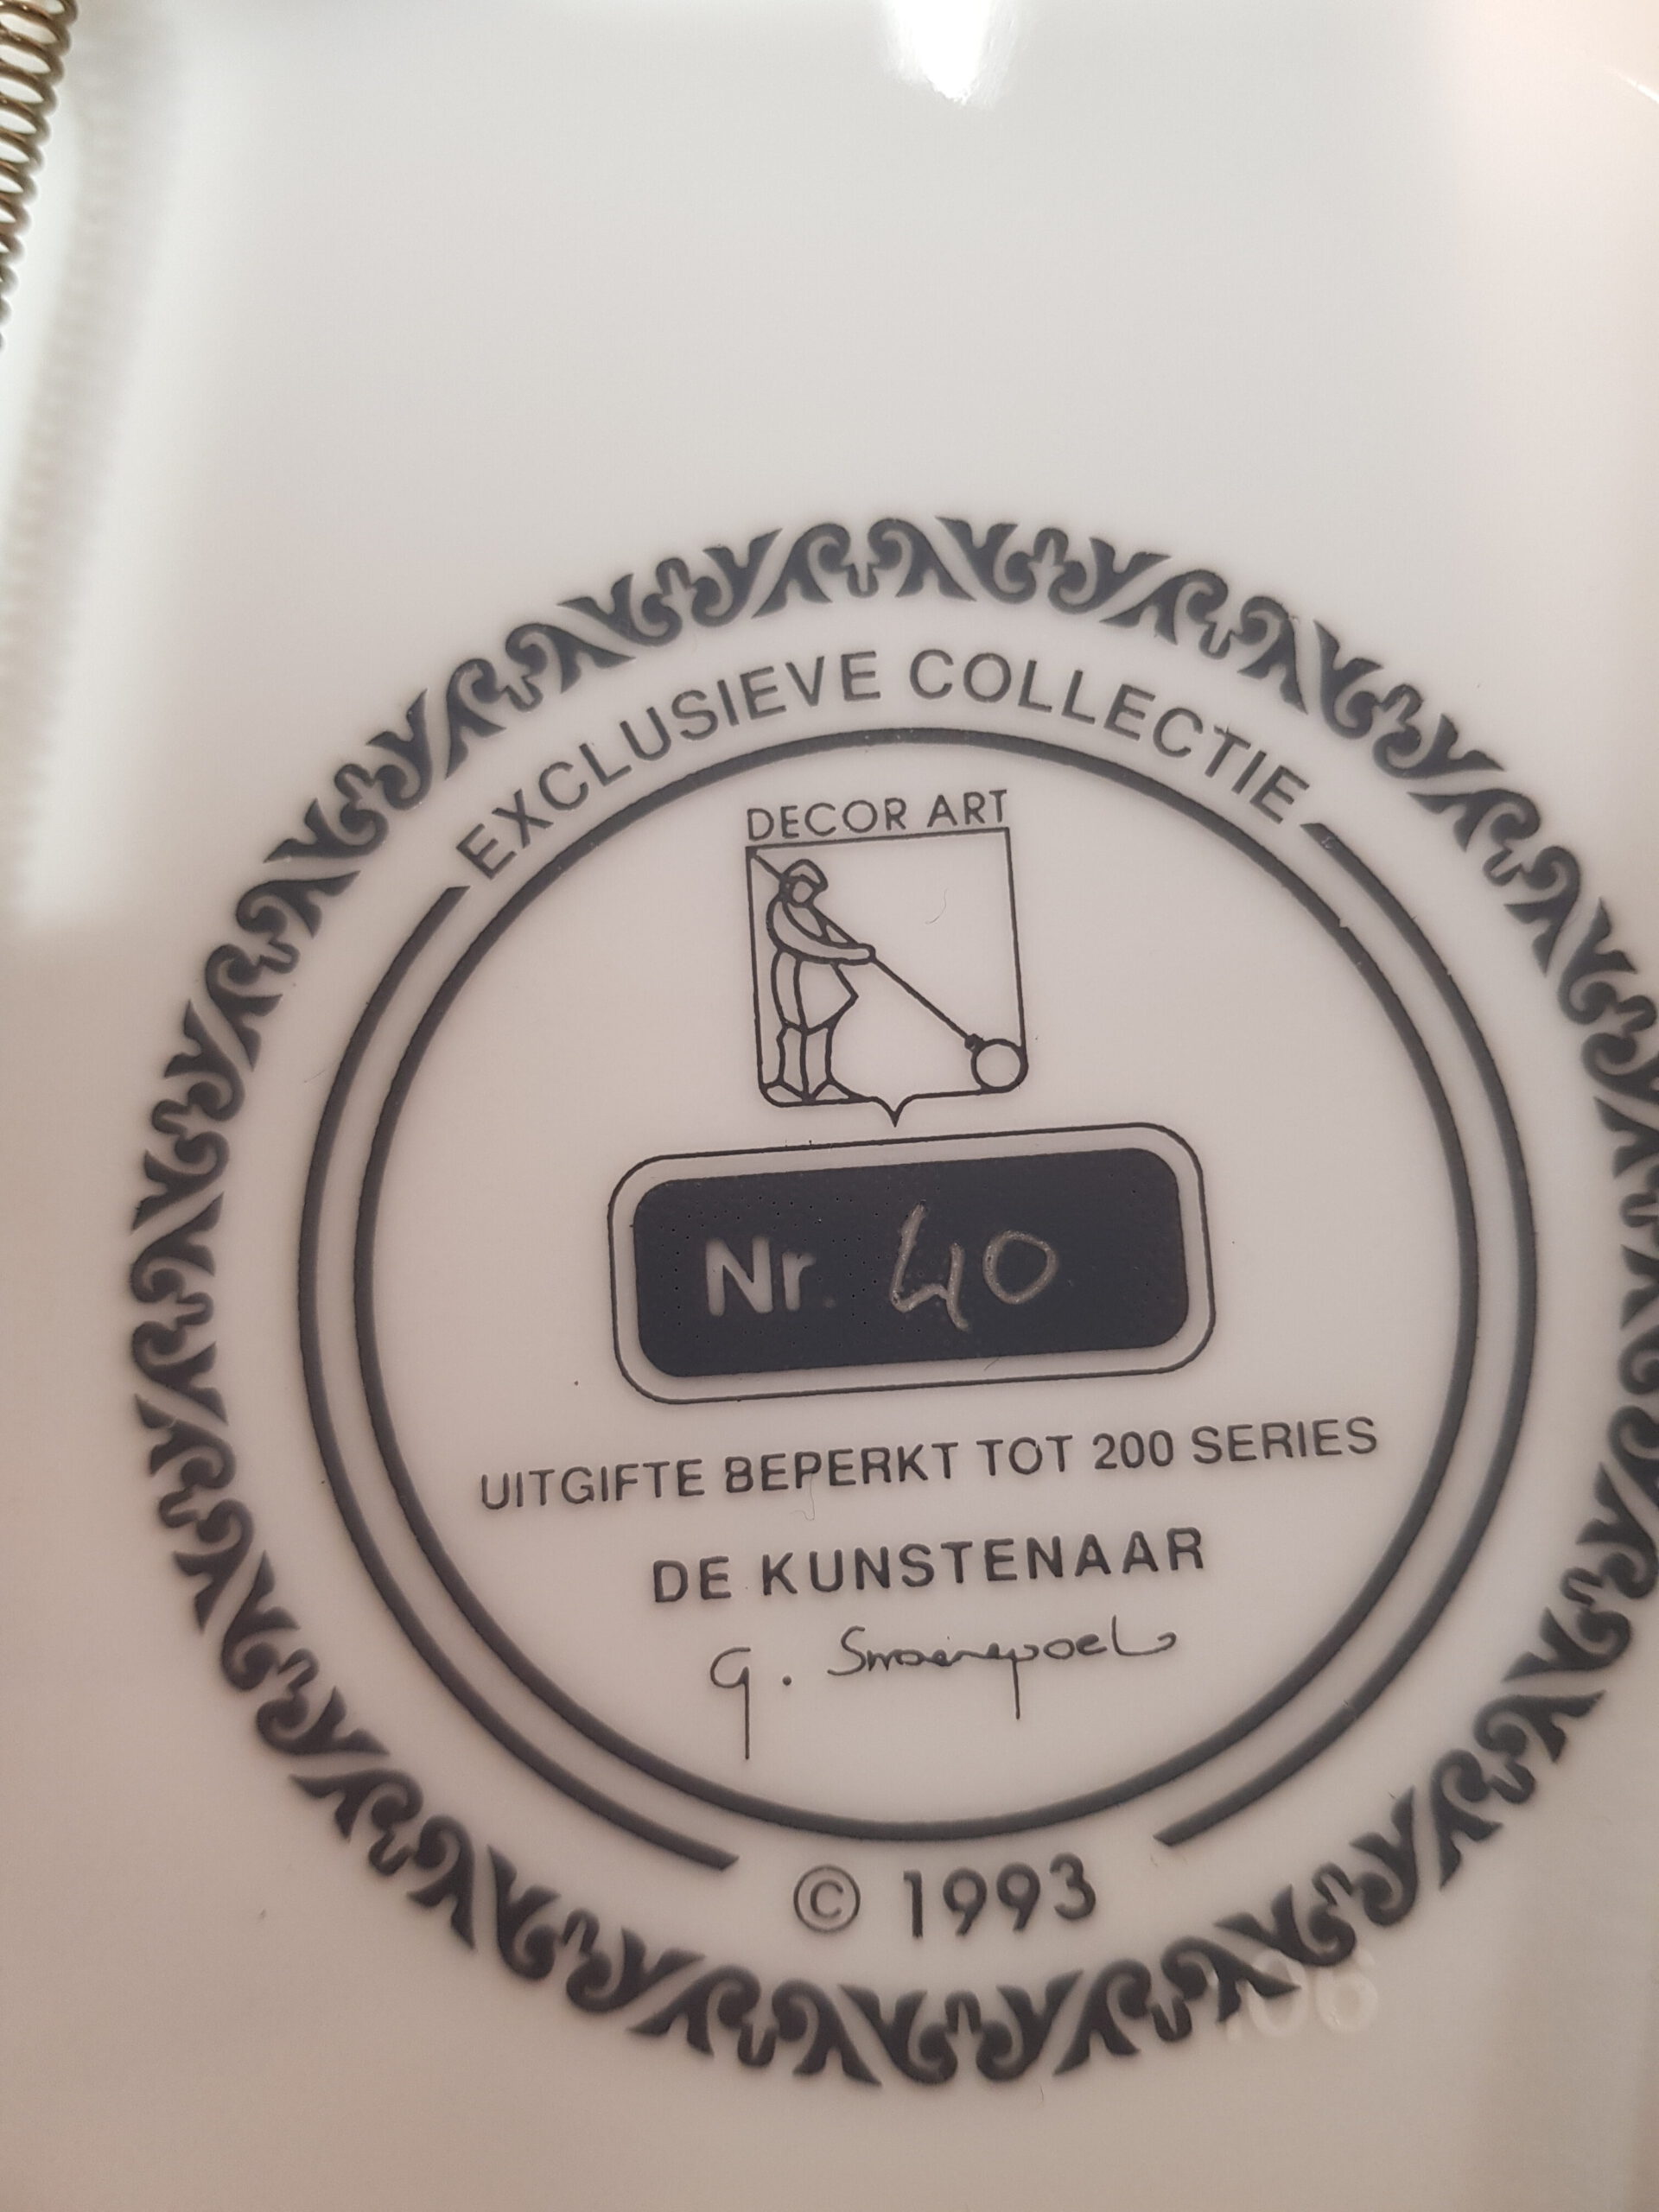 EXCLUSIEVE COLLECTIE
DECOR ART
Nr. 40
UITGIFTE BEPERKT TOT 200 SERIES
DE KUNSTENAAR
G.
© 1993